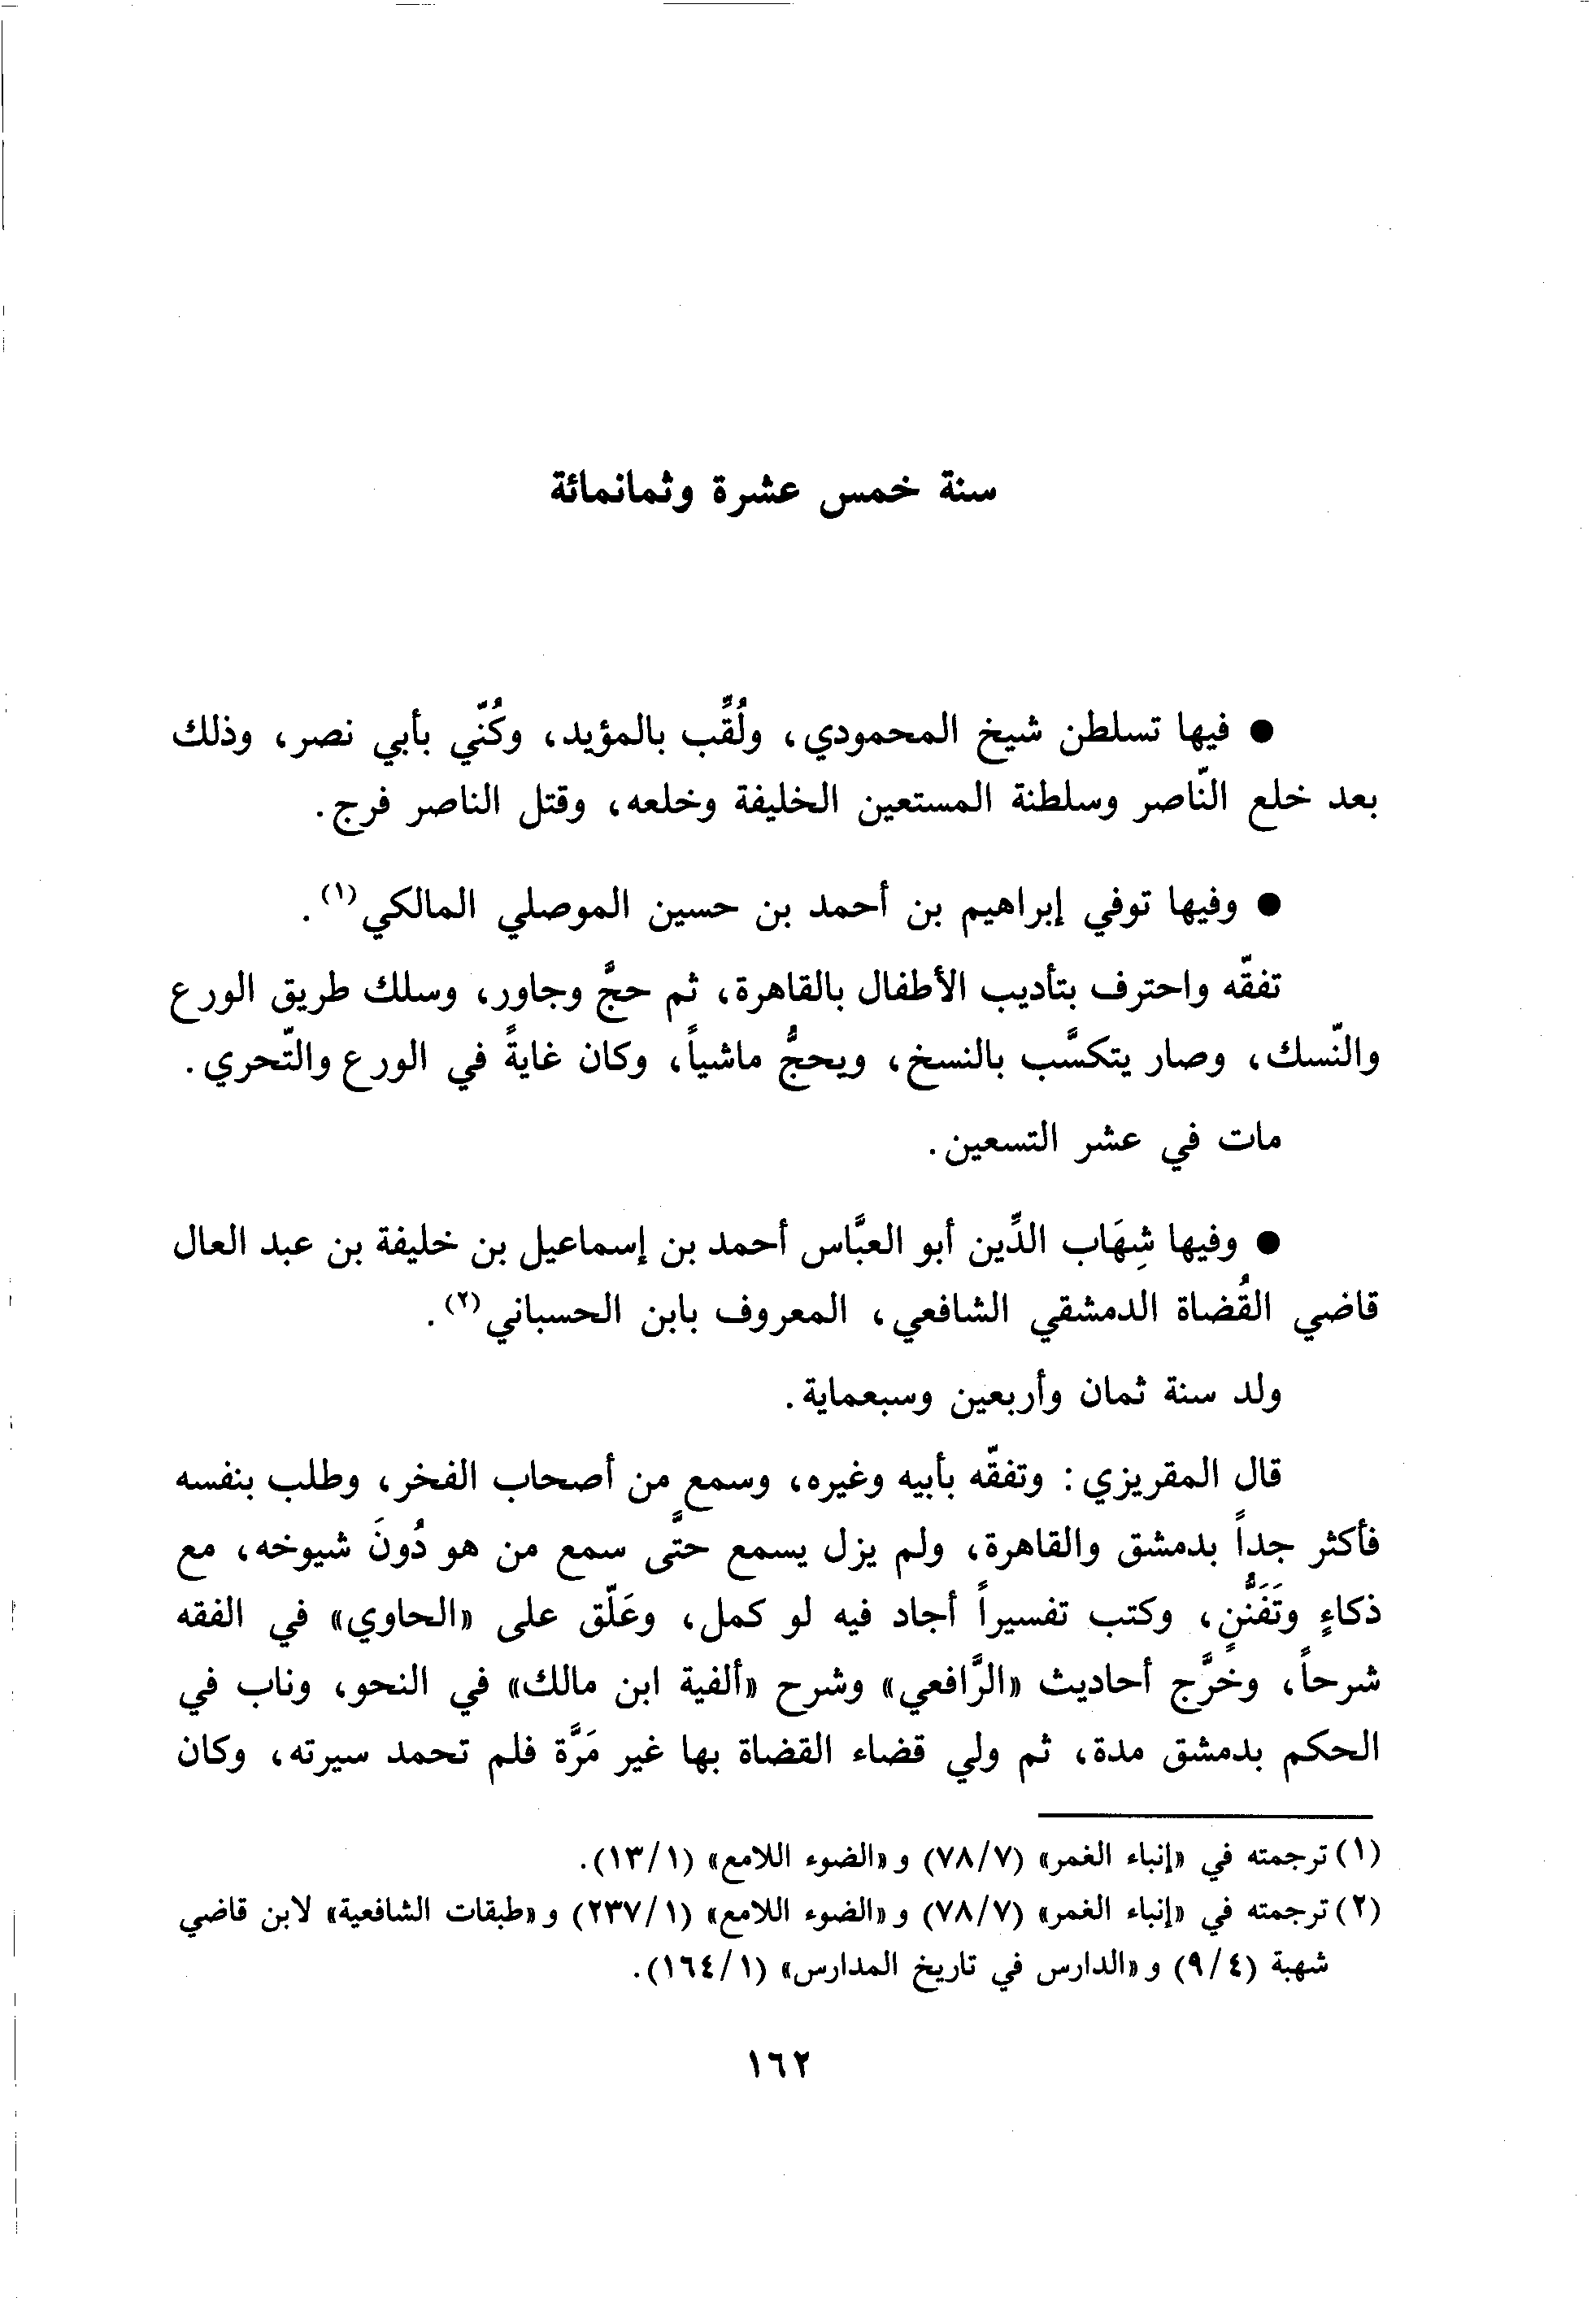 سنة خمس عشرة وثمانمائة
● فيها تسلطن شيخ المحمودي، ولُقِّب بالمؤيد، وكُنّي بأبي نصر، وذلك
بعد خلع النّاصر وسلطنة المستعين الخليفة وخلعه، وقتل الناصر فرج.
● وفيها توفي إبراهيم بن أحمد بن حسين الموصلي المالكي(١).
تفقّه واحترف بتأديب الأطفال بالقاهرة، ثم حجَّ وجاور، وسلك طريق الورع
والنّسك، وصار يتكسَّب بالنسخ، ويحجُّ ماشياً، وكان غايةً في الورع والتّحري.
مات في عشر التسعين.
● وفيها شِهَاب الدِّين أبو العبَّاس أحمد بن إسماعيل بن خليفة بن عبد العال
قاضي القُضاة الدمشقي الشافعي، المعروف بابن الحسباني(٢).
ولد سنة ثمان وأربعين وسبعماية.
قال المقريزي: وتفقّه بأبيه وغيره، وسمع من أصحاب الفخر، وطلب بنفسه
فأكثر جداً بدمشق والقاهرة، ولم يزل يسمع حتَّى سمع من هو دُونَ شيوخه، مع
ذكاءٍ وتَفَنُّنٍ، وكتب تفسيراً أجاد فيه لو كمل، وعَلّق على «الحاوي» في الفقه
شرحاً، وخرَّج أحاديث «الرَّافعي» وشرح «ألفية ابن مالك» في النحو، وناب في
الحكم بدمشق مدة، ثم ولي قضاء القضاة بها غير مَرَّة فلم تحمد سيرته، وكان
(١) ترجمته في «إنباء الغمر» (٧٨/٧) و«الضوء اللامع» (١٣/١).
(٢) ترجمته في «إنباء الغمر» (٧٨/٧) و«الضوء اللامع» (٢٣٧/١) و«طبقات الشافعية» لابن قاضي
شهبة (٩/٤) و«الدارس في تاريخ المدارس» (١٦٤/١).
١٦٢